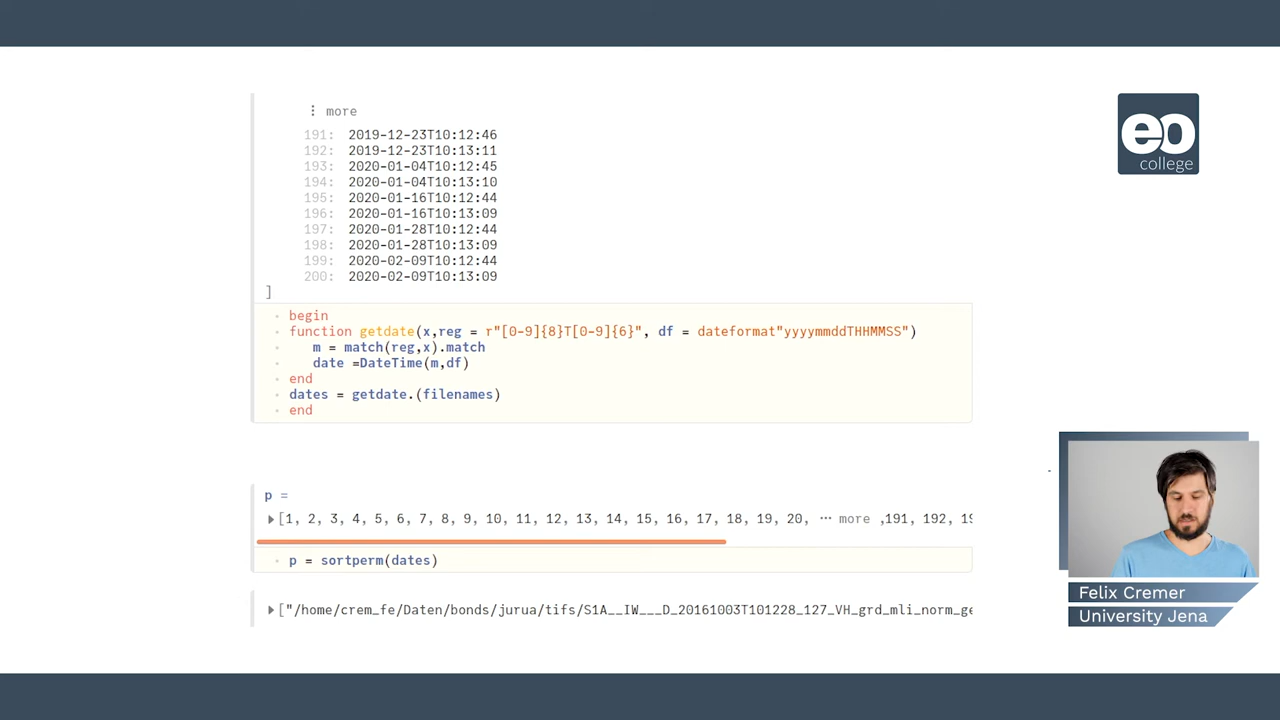 ⋮ more
191: 2019-12-23T10:12:46
192: 2019-12-23T10:13:11
193: 2020-01-04T10:12:45
194: 2020-01-04T10:13:10
195: 2020-01-16T10:12:44
196: 2020-01-16T10:13:09
197: 2020-01-28T10:12:44
198: 2020-01-28T10:13:09
199: 2020-02-09T10:12:44
200: 2020-02-09T10:13:09
]
begin
function getdate(x,reg = r"[0-9]{8}T[0-9]{6}", df = dateformat"yyyymmddTHHMMSS")
m = match(reg,x).match
date =DateTime(m,df)
end
dates = getdate.(filenames)
end
p =
[1, 2, 3, 4, 5, 6, 7, 8, 9, 10, 11, 12, 13, 14, 15, 16, 17, 18, 19, 20, ⋯ more ,191, 192, 19
p = sortperm(dates)
["/home/crem_fe/Daten/bonds/jurua/tifs/S1A__IW___D_20161003T101228_127_VH_grd_mli_norm_ge
eo
college
Felix Cremer
University Jena